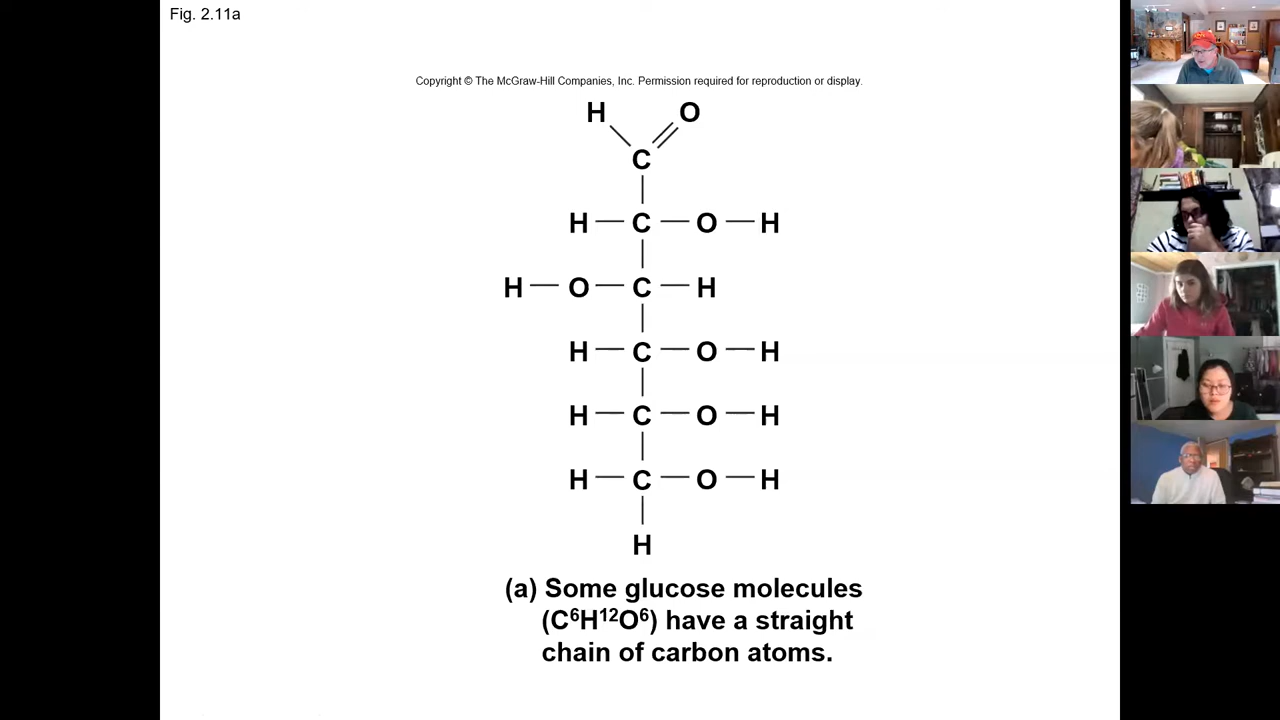 Fig. 2.11a
Copyright © The McGraw-Hill Companies, Inc. Permission required for reproduction or display.
H O
C
H C O H
H O C H
H C O H
H C O H
H C O H
H
(a) Some glucose molecules
(C⁶H¹²O⁶) have a straight
chain of carbon atoms.